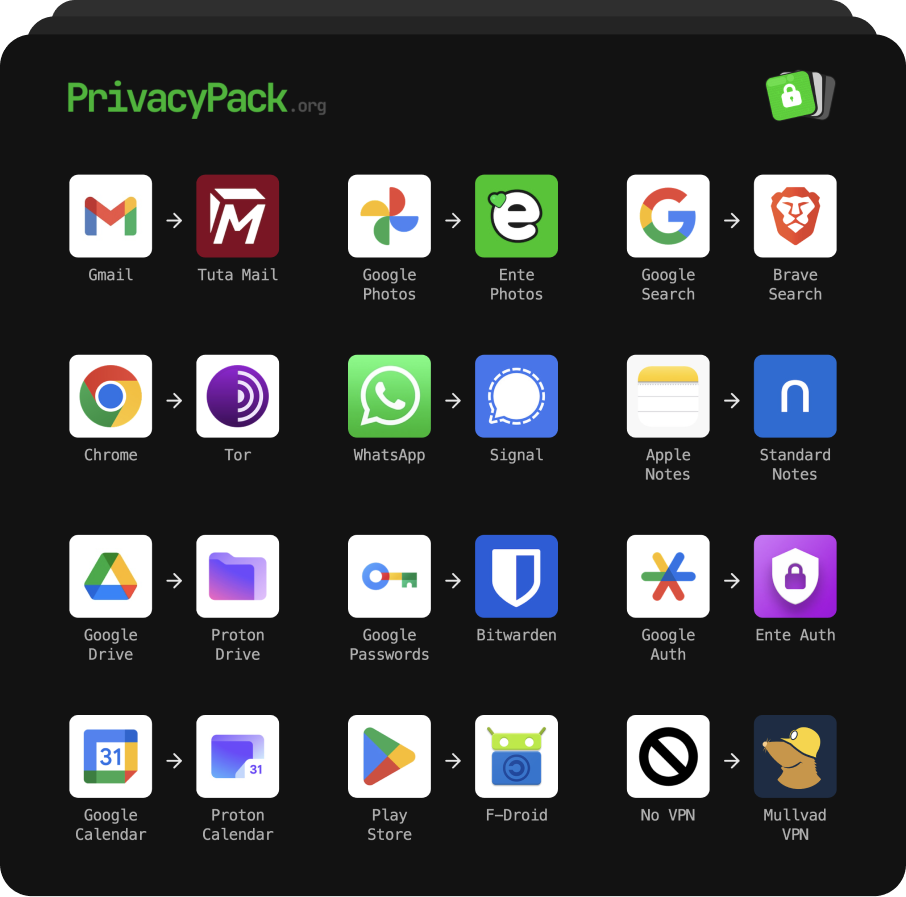 PrivacyPack.org
Gmail
Tuta Mail
Google
Photos
Ente
Photos
Google
Search
Brave
Search
Chrome
Tor
WhatsApp
Signal
Apple
Notes
Standard
Notes
Google
Drive
Proton
Drive
Google
Passwords
Bitwarden
Google
Auth
Ente Auth
31
Google
Calendar
31
Proton
Calendar
Play
Store
F-Droid
No VPN
Mullvad
VPN